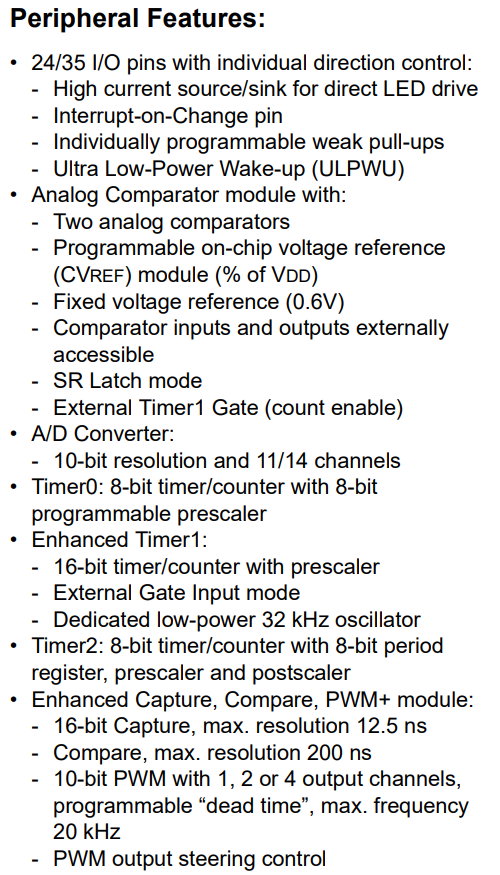 Peripheral Features:
• 24/35 I/O pins with individual direction control:
- High current source/sink for direct LED drive
- Interrupt-on-Change pin
- Individually programmable weak pull-ups
- Ultra Low-Power Wake-up (ULPWU)
• Analog Comparator module with:
- Two analog comparators
- Programmable on-chip voltage reference
(CVREF) module (% of VDD)
- Fixed voltage reference (0.6V)
- Comparator inputs and outputs externally
accessible
- SR Latch mode
- External Timer1 Gate (count enable)
• A/D Converter:
- 10-bit resolution and 11/14 channels
• Timer0: 8-bit timer/counter with 8-bit
programmable prescaler
• Enhanced Timer1:
- 16-bit timer/counter with prescaler
- External Gate Input mode
- Dedicated low-power 32 kHz oscillator
• Timer2: 8-bit timer/counter with 8-bit period
register, prescaler and postscaler
• Enhanced Capture, Compare, PWM+ module:
- 16-bit Capture, max. resolution 12.5 ns
- Compare, max. resolution 200 ns
- 10-bit PWM with 1, 2 or 4 output channels,
programmable “dead time”, max. frequency
20 kHz
- PWM output steering control